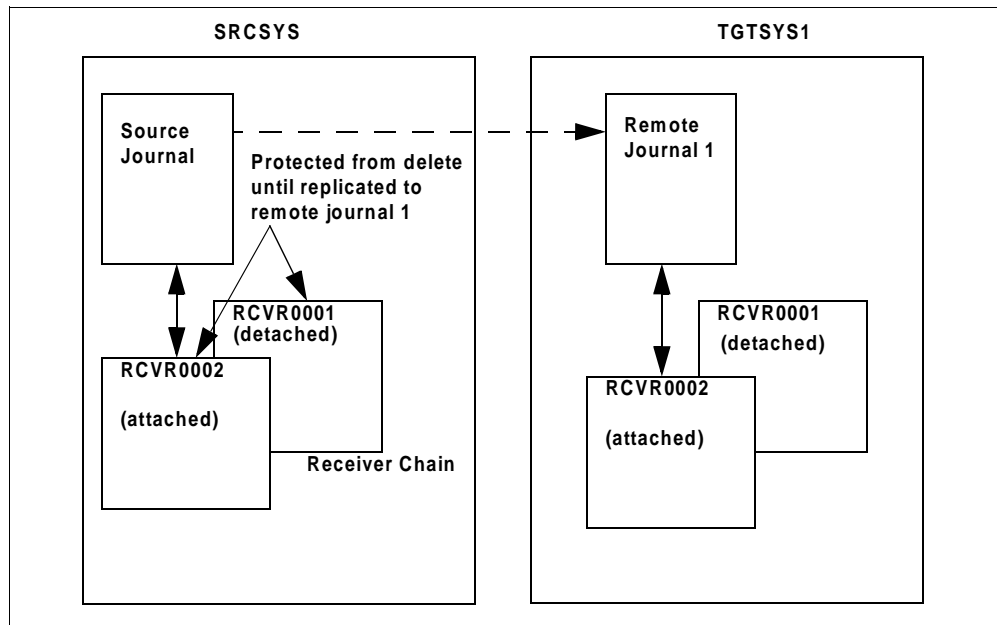 SRCSYS
TGTSYS1
Source
Journal
Protected from delete
until replicated to
remote journal 1
Remote
Journal 1
RCVR0001
(detached)
RCVR0002
(attached)
Receiver Chain
RCVR0001
(detached)
RCVR0002
(attached)